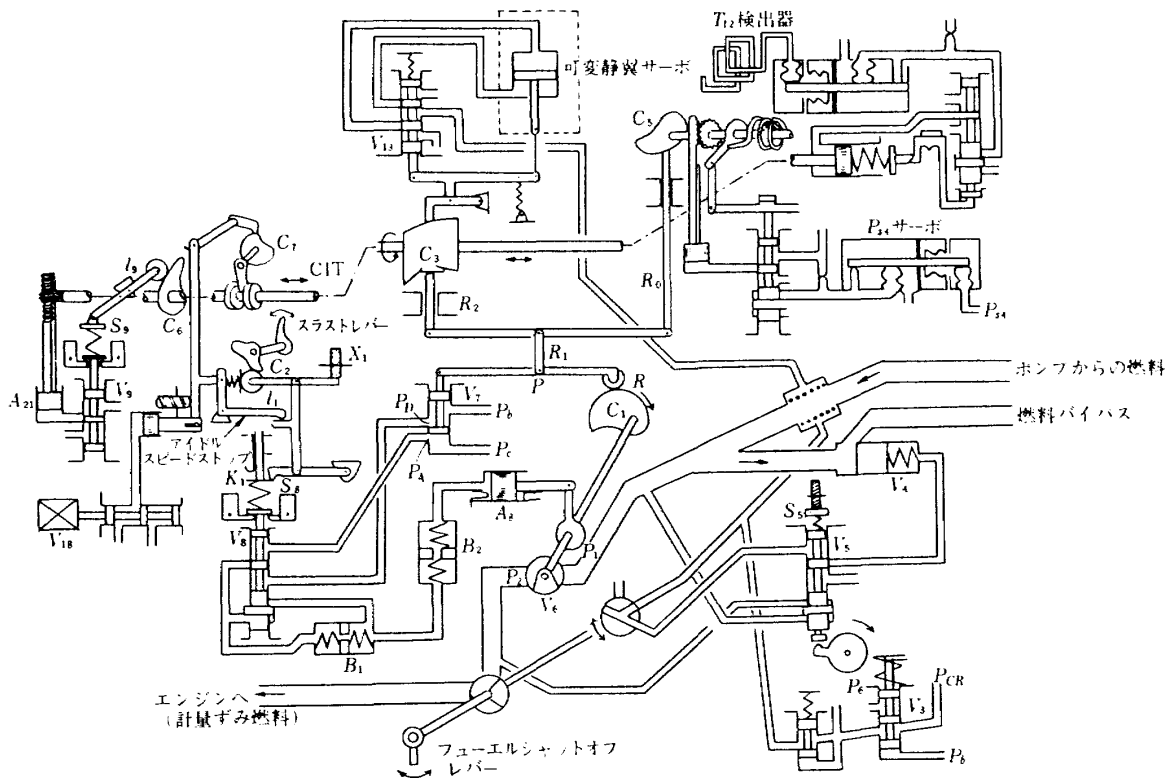 T₁₂検出器
可変静翼サーボ
C₅
V₁₃
P_S4サーボ
C₇
l₉
CIT
C₃
C₆
R₂
R₀
P_S4
S₉
スラストレバー
C₂
X₁
R₁
P
ポンプからの燃料
A₂₁
V₉
l₁
V₇
R
C₁
燃料バイパス
P_D
P_b
アイドル
スピードストップ
P_c
P_A
K₁
S₈
A₂
V₄
S₅
V₁₈
V₈
B₂
P₁
V₅
P₂
V₆
B₁
エンジンへ
(計量ずみ燃料)
P₆
P_CR
V₃
フューエルシャットオフ
レバー
P_b